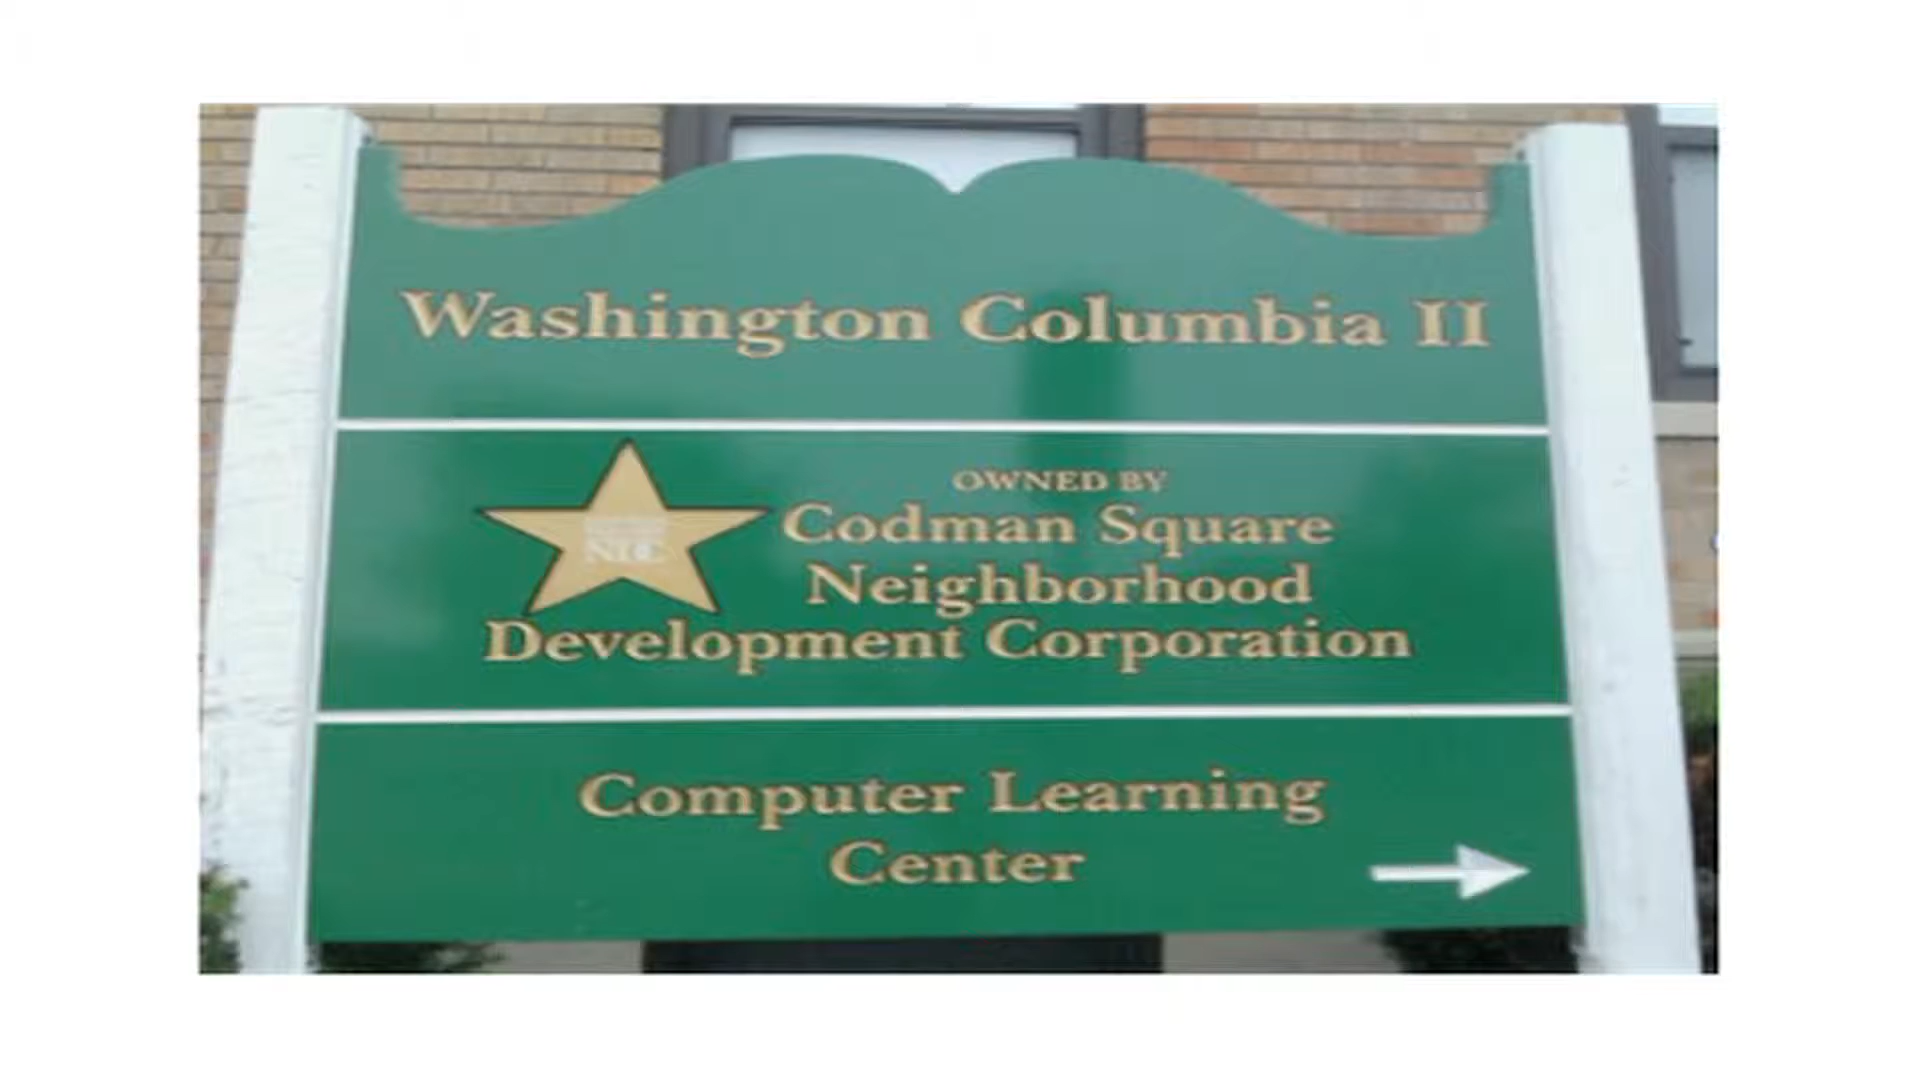 Washington Columbia II
OWNED BY
Codman Square
Neighborhood
Development Corporation
Computer Learning
Center